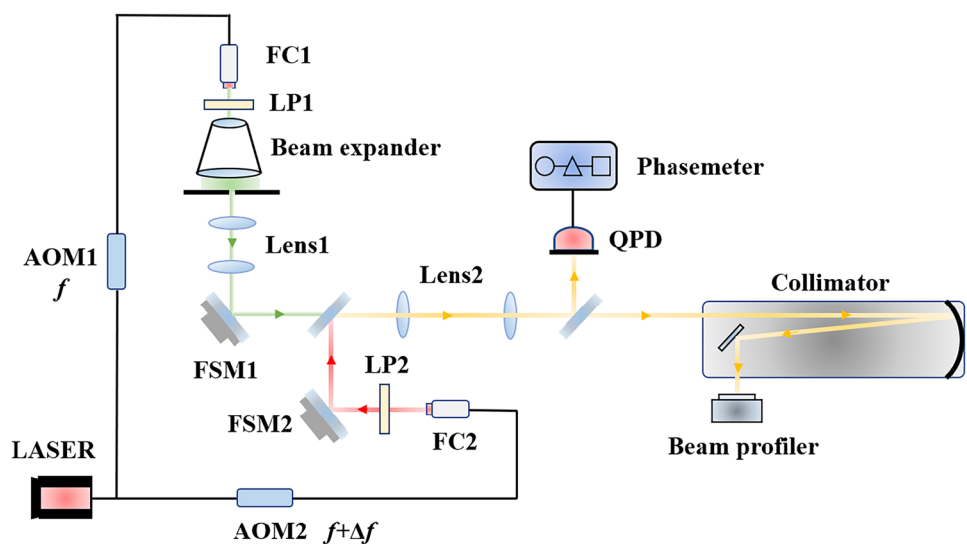 FC1
LP1
Beam expander
Phasemeter
QPD
AOM1
f
Lens1
Lens2
Collimator
FSM1
LP2
FSM2
FC2
Beam profiler
LASER
AOM2 f+Δf